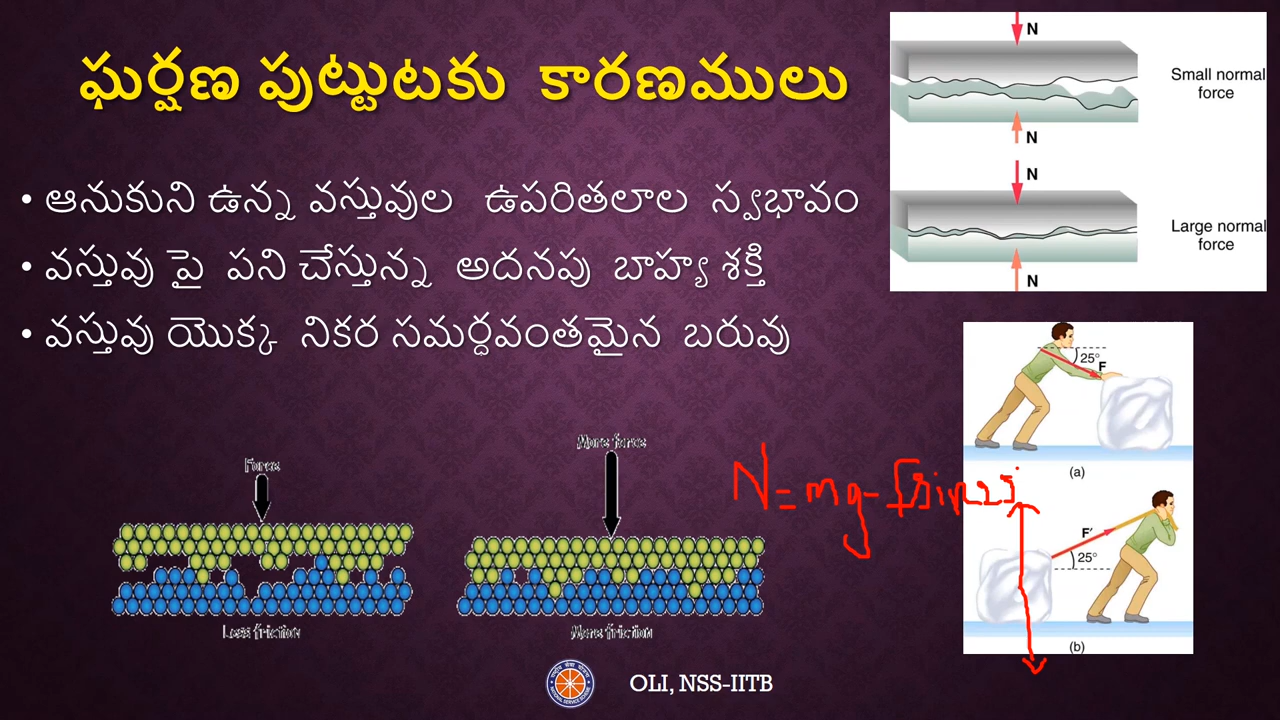 ఘర్షణ పుట్టుటకు కారణములు
• ఆనుకుని ఉన్న వస్తువుల ఉపరితలాల స్వభావం
• వస్తువు పై పని చేస్తున్న అదనపు బాహ్య శక్తి
• వస్తువు యొక్క నికర సమర్ధవంతమైన బరువు
N
Small normal
force
N
N
Large normal
force
N
25°
F
(a)
N = mg - Fsin25°
F'
25°
(b)
Force
Less friction
More force
More friction
OLI, NSS-IITB